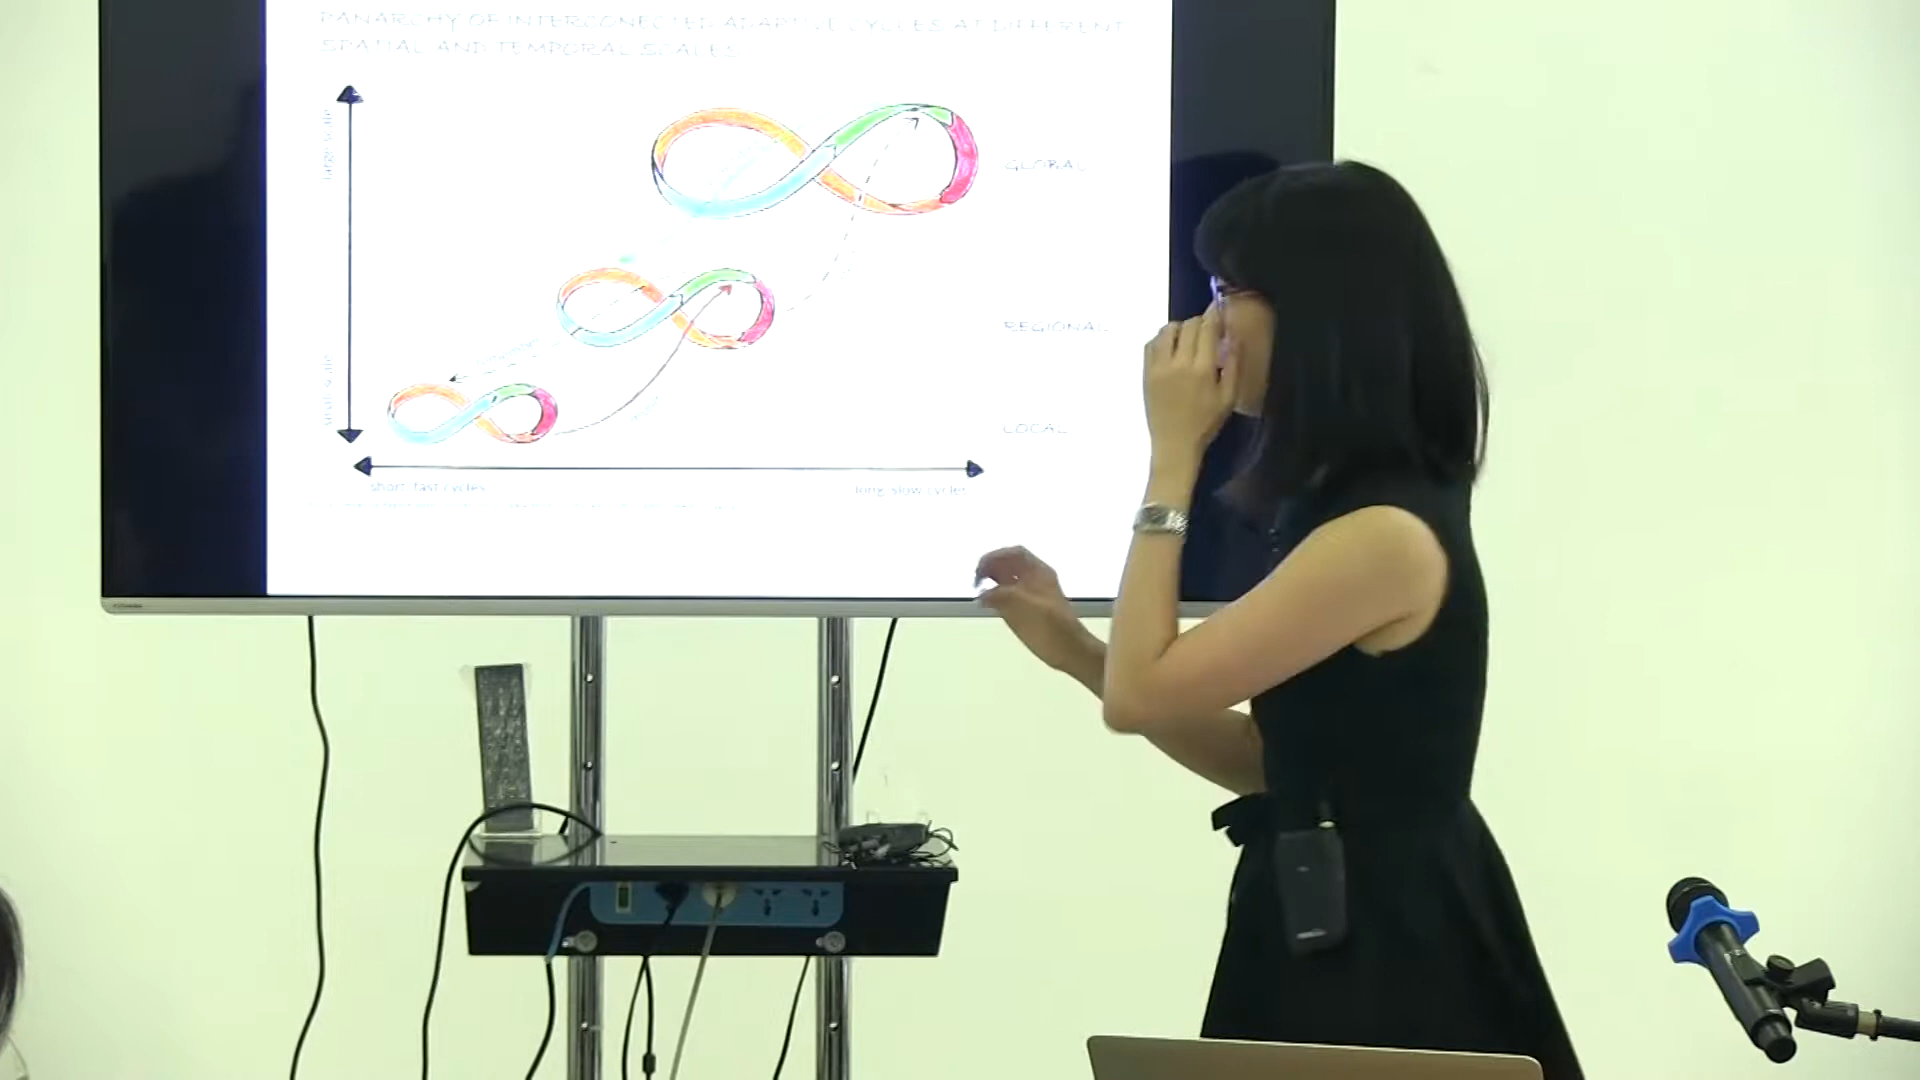 PANARCHY OF INTERCONECTED ADAPTIVE CYCLES AT DIFFERENT
SPATIAL AND TEMPORAL SCALES
large scale
GLOBAL
REGIONAL
small scale
LOCAL
short/fast cycles
long/slow cycles